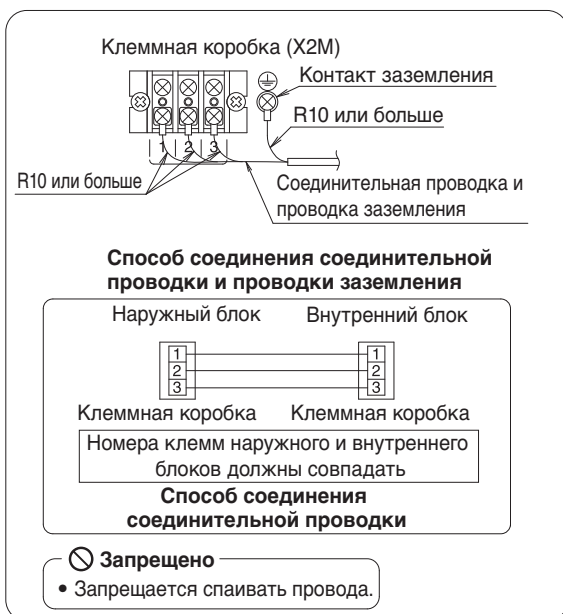 Клеммная коробка (X2M)
Контакт заземления
R10 или больше
1 2 3
R10 или больше
Соединительная проводка и
проводка заземления
Способ соединения соединительной
проводки и проводки заземления
Наружный блок Внутренний блок
1 1
2 2
3 3
Клеммная коробка Клеммная коробка
Номера клемм наружного и внутреннего
блоков должны совпадать
Способ соединения
соединительной проводки
Запрещено
• Запрещается спаивать провода.